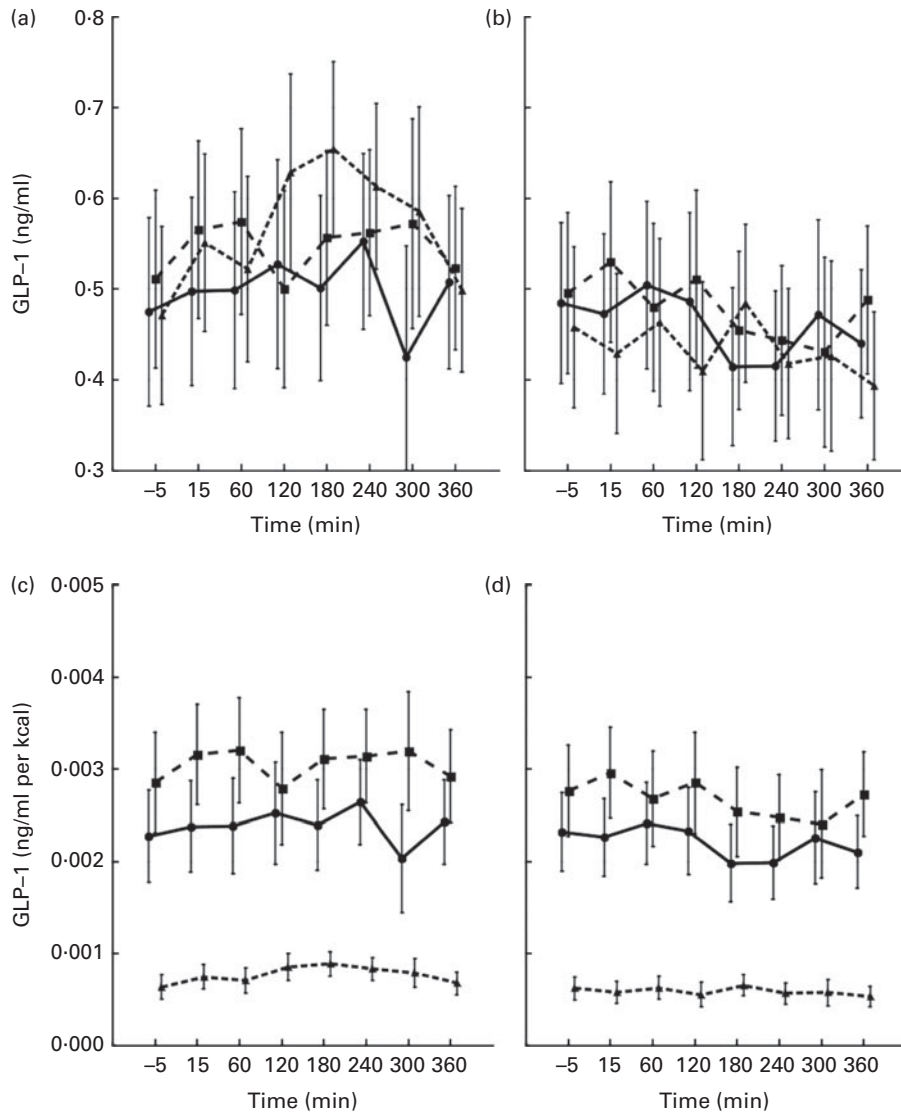 (a)
0·8
0·7
0·6
0·5
0·4
0·3
GLP–1 (ng/ml)
–5 15 60 120 180 240 300 360
Time (min)
(b)
–5 15 60 120 180 240 300 360
Time (min)
(c)
0·005
0·004
0·003
0·002
0·001
0·000
GLP–1 (ng/ml per kcal)
–5 15 60 120 180 240 300 360
Time (min)
(d)
–5 15 60 120 180 240 300 360
Time (min)